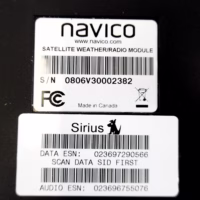 navico
www.navico.com
SATELLITE WEATHER/RADIO MODULE
S/N 0806V30002382
FC
Made in Canada
Sirius
DATA ESN: 023697290566
SCAN DATA SID FIRST
AUDIO ESN: 023696755076